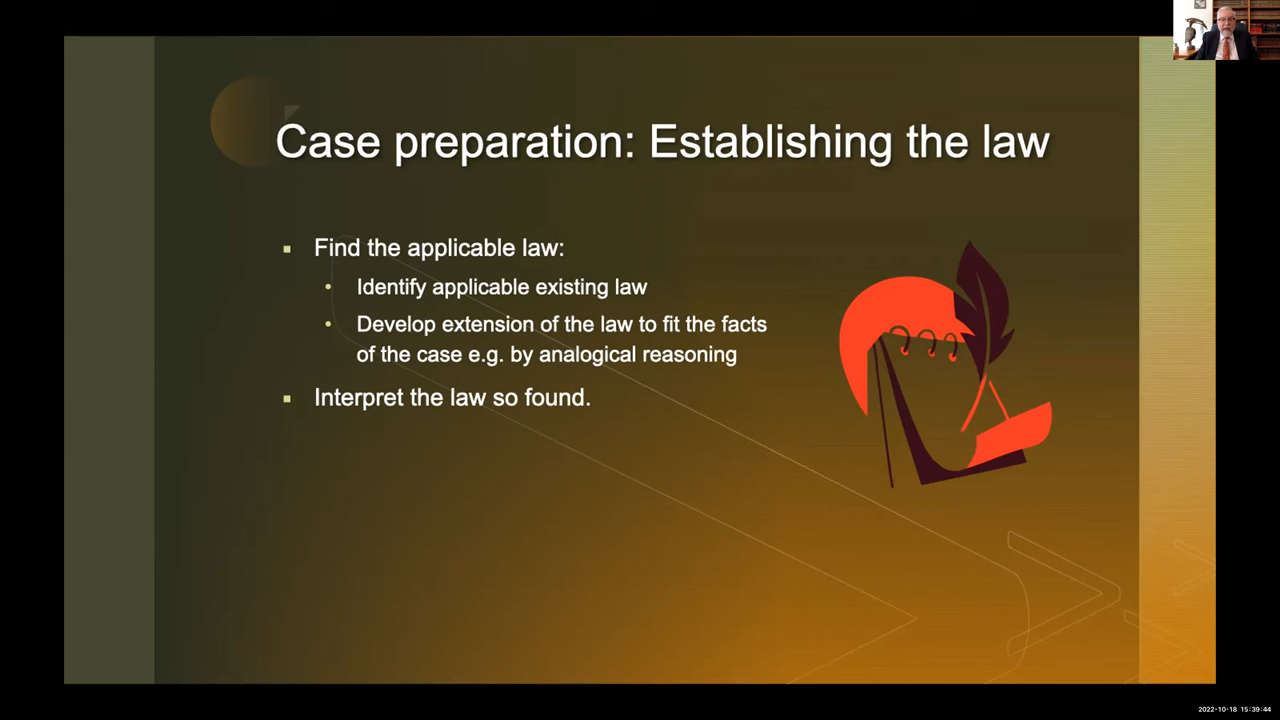 Case preparation: Establishing the law
Find the applicable law:
Identify applicable existing law
Develop extension of the law to fit the facts
of the case e.g. by analogical reasoning
Interpret the law so found.
2022-10-18 15:39:44